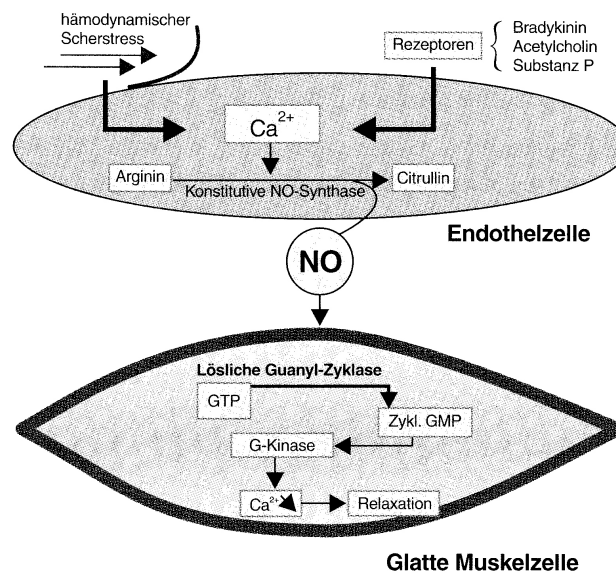 hämodynamischer
Scherstress
Rezeptoren
Bradykinin
Acetylcholin
Substanz P
Ca2+
Arginin
Citrullin
Konstitutive NO-Synthase
Endothelzelle
NO
Lösliche Guanyl-Zyklase
GTP
Zykl. GMP
G-Kinase
Ca2+
Relaxation
Glatte Muskelzelle